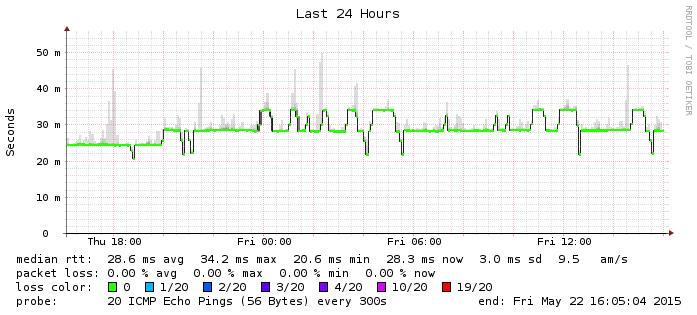 Last 24 Hours
RRDTOOL / TOBI OETIKER
Seconds
50 m
40 m
30 m
20 m
10 m
0
Thu 18:00 Fri 00:00 Fri 06:00 Fri 12:00
median rtt: 28.6 ms avg 34.2 ms max 20.6 ms min 28.3 ms now 3.0 ms sd 9.5 am/s
packet loss: 0.00 % avg 0.00 % max 0.00 % min 0.00 % now
loss color: 0 1/20 2/20 3/20 4/20 10/20 19/20
probe: 20 ICMP Echo Pings (56 Bytes) every 300s end: Fri May 22 16:05:04 2015